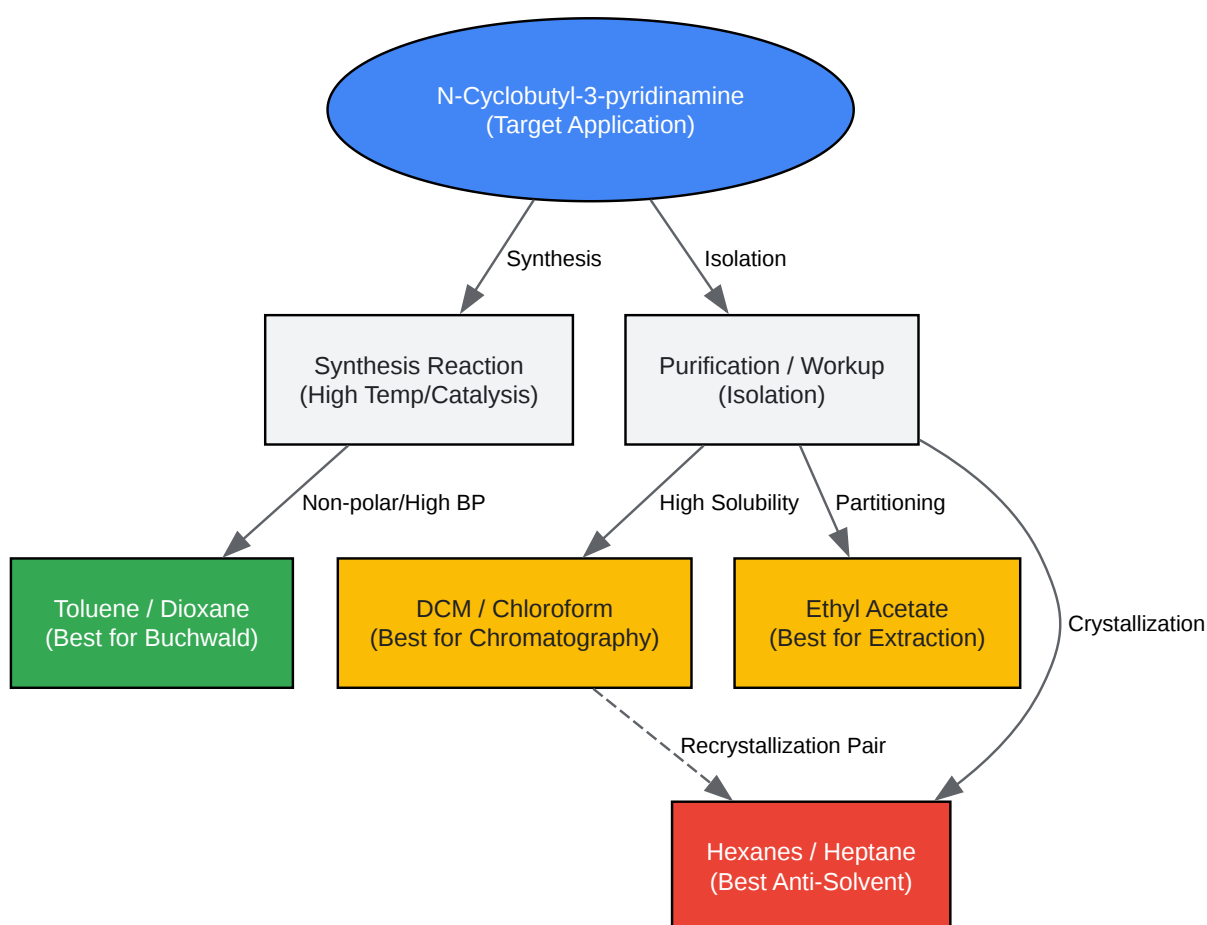 N-Cyclobutyl-3-pyridinamine
(Target Application)
Synthesis
Isolation
Synthesis Reaction
(High Temp/Catalysis)
Purification / Workup
(Isolation)
Non-polar/High BP
High Solubility
Partitioning
Toluene / Dioxane
(Best for Buchwald)
DCM / Chloroform
(Best for Chromatography)
Ethyl Acetate
(Best for Extraction)
Crystallization
Recrystallization Pair
Hexanes / Heptane
(Best Anti-Solvent)